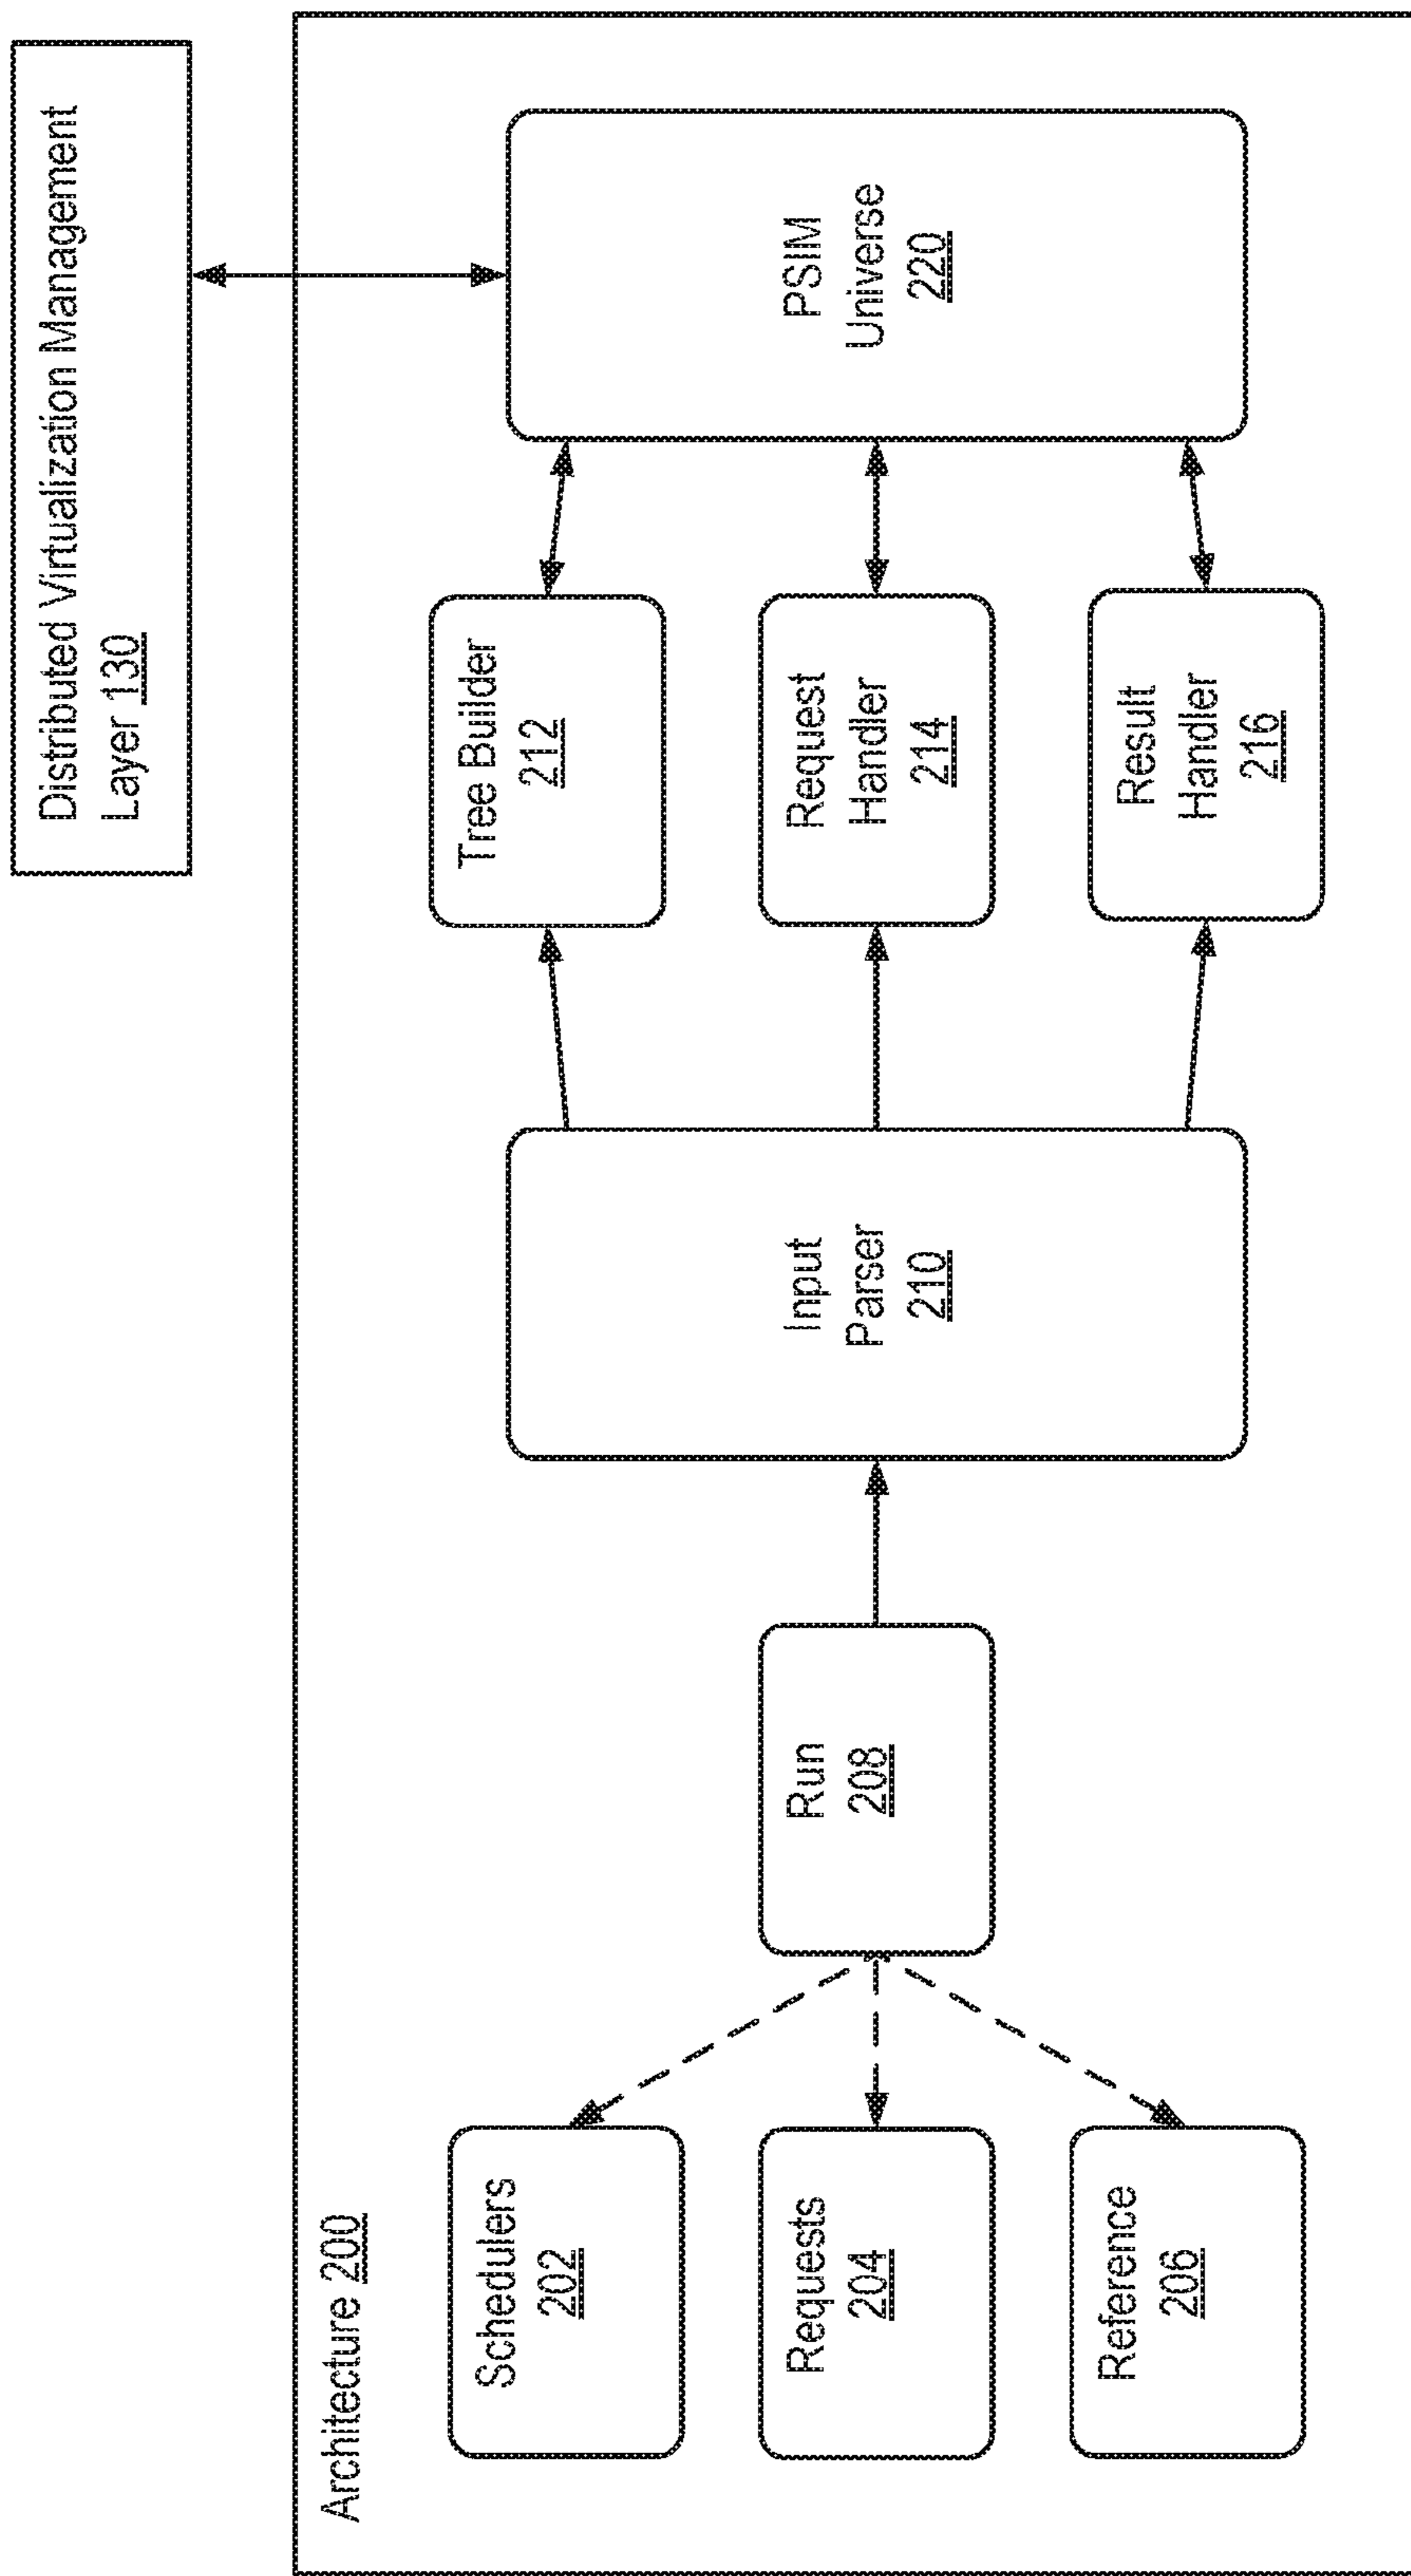 Distributed Virtualization Management
Layer 130
Architecture 200
Schedulers
202
Requests
204
Reference
206
Run
208
Input
Parser
210
Tree Builder
212
Request
Handler
214
Result
Handler
216
PSIM
Universe
220